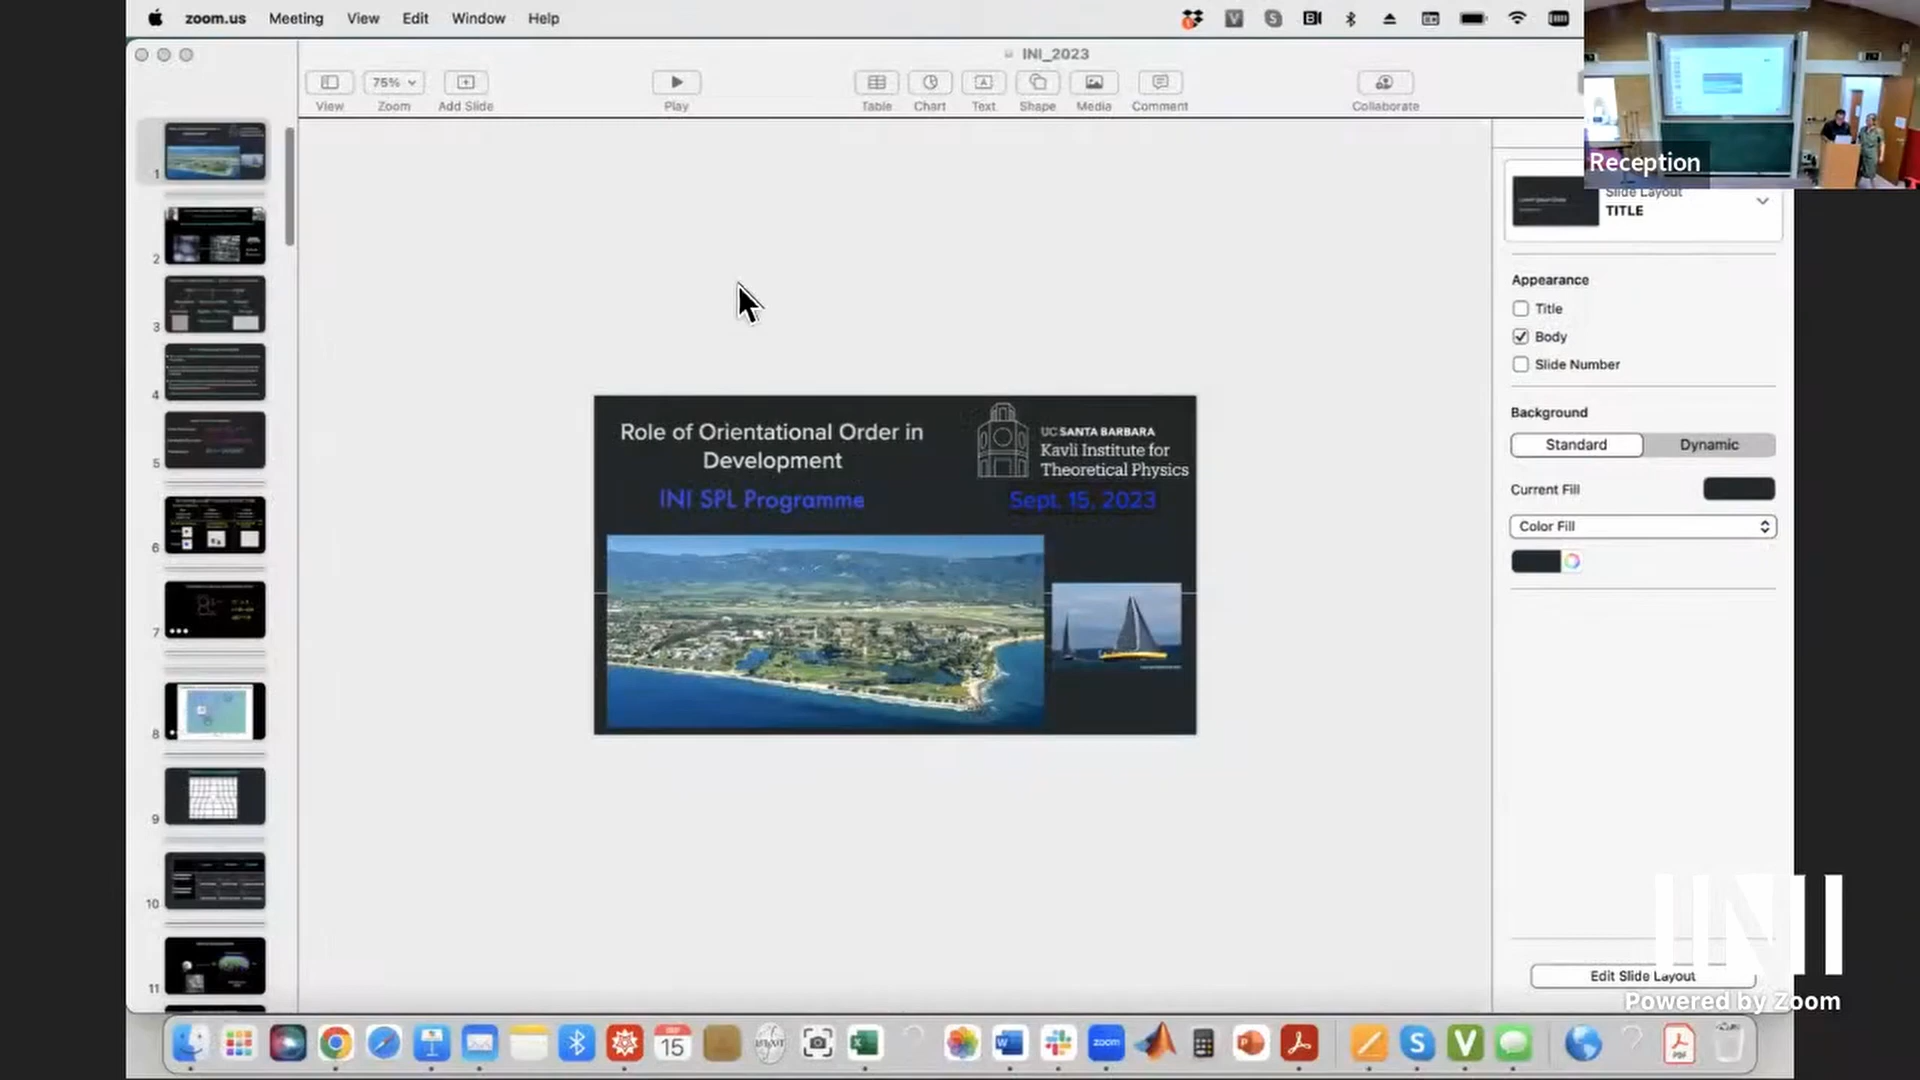 zoom.us Meeting View Edit Window Help
INI_2023
75%
View Zoom Add Slide Play Table Chart Text Shape Media Comment Collaborate
Reception
Slide Layout
TITLE
Appearance
Title
Body
Slide Number
Background
Standard Dynamic
Current Fill
Color Fill
Edit Slide Layout
1
2
3
4
5
6
7
8
9
10
11
Role of Orientational Order in
Development
INI SPL Programme
UC SANTA BARBARA
Kavli Institute for
Theoretical Physics
Sept. 15, 2023
INI
Powered by Zoom
SEP
15
zoom
PDF